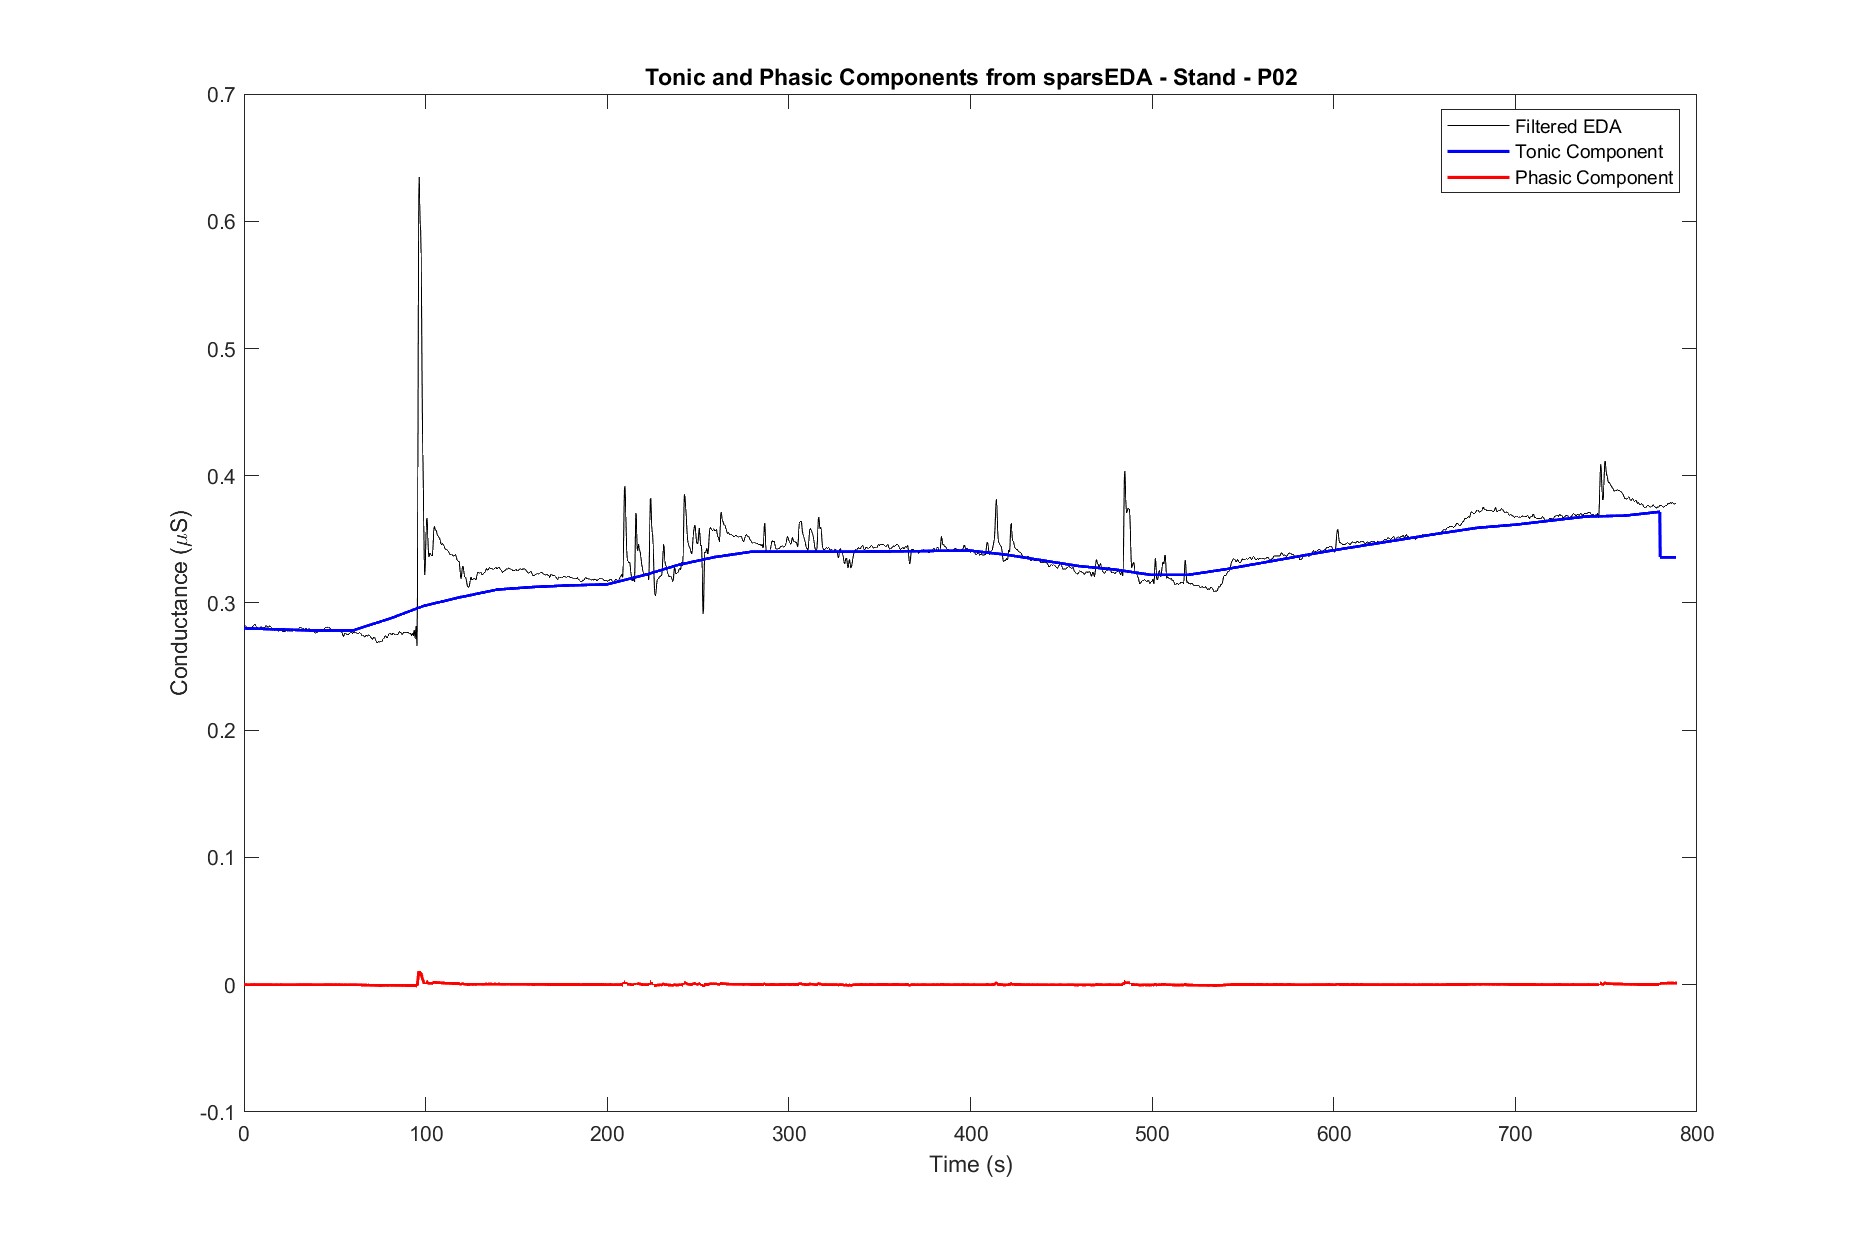 Tonic and Phasic Components from sparsEDA - Stand - P02
Filtered EDA
Tonic Component
Phasic Component
0.7
0.6
0.5
0.4
0.3
0.2
0.1
0
-0.1
Conductance (μS)
0 100 200 300 400 500 600 700 800
Time (s)